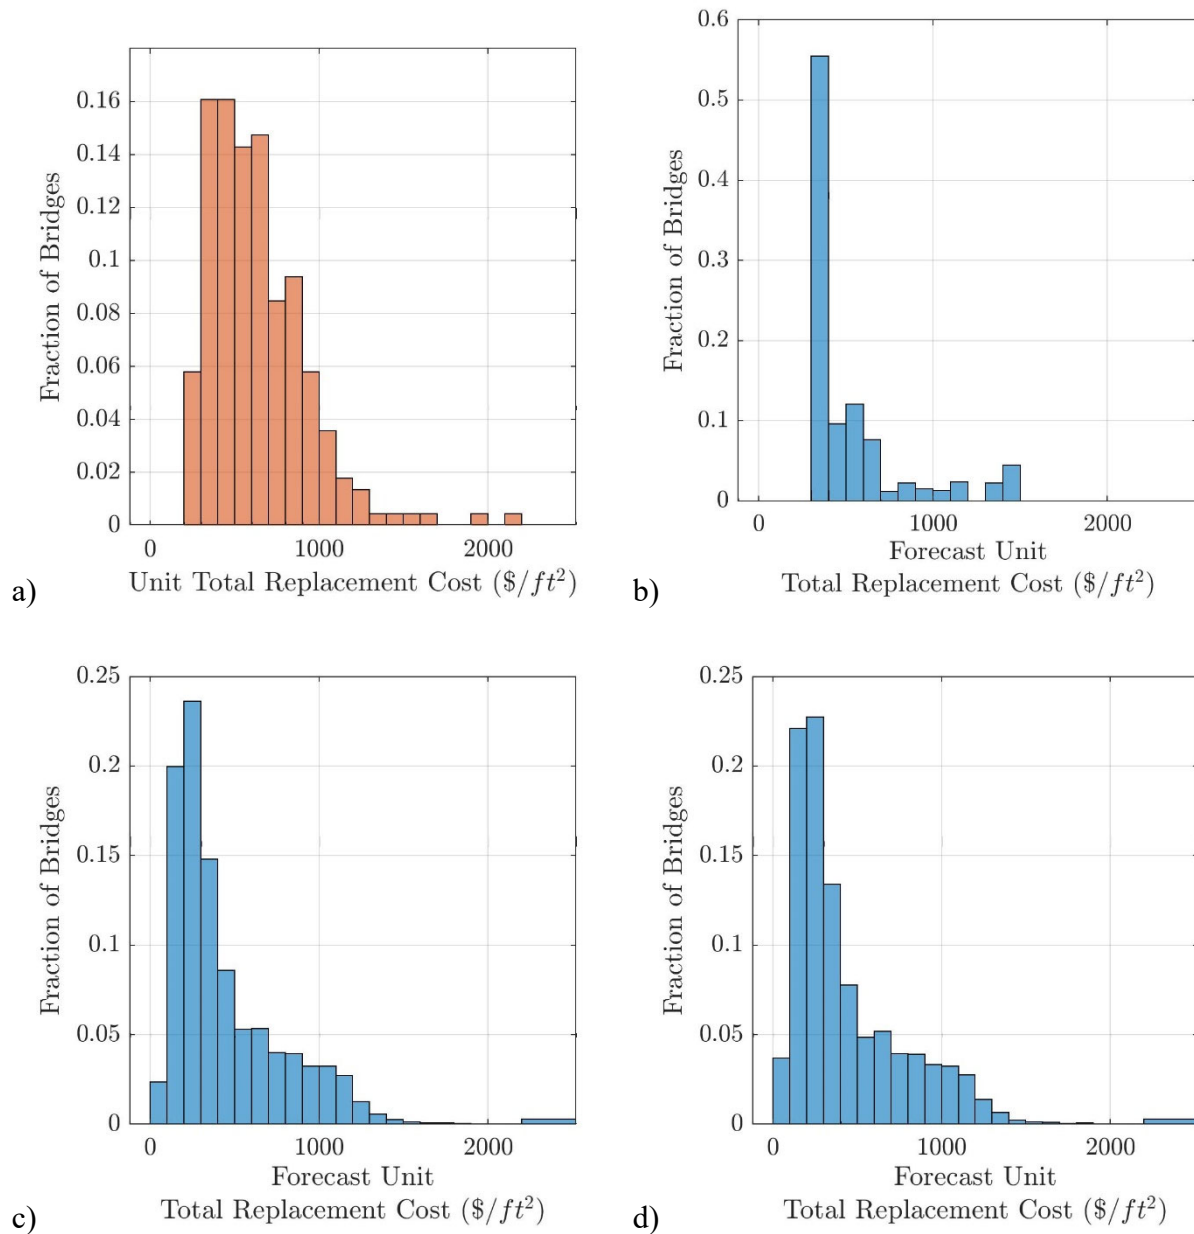 0.16
0.14
0.12
0.1
0.08
0.06
0.04
0.02
0
Fraction of Bridges
0 1000 2000
Unit Total Replacement Cost ($/ft²)
a)
0.6
0.5
0.4
0.3
0.2
0.1
0
Fraction of Bridges
0 1000 2000
Forecast Unit
Total Replacement Cost ($/ft²)
b)
0.25
0.2
0.15
0.1
0.05
0
Fraction of Bridges
0 1000 2000
Forecast Unit
Total Replacement Cost ($/ft²)
c)
0.25
0.2
0.15
0.1
0.05
0
Fraction of Bridges
0 1000 2000
Forecast Unit
Total Replacement Cost ($/ft²)
d)